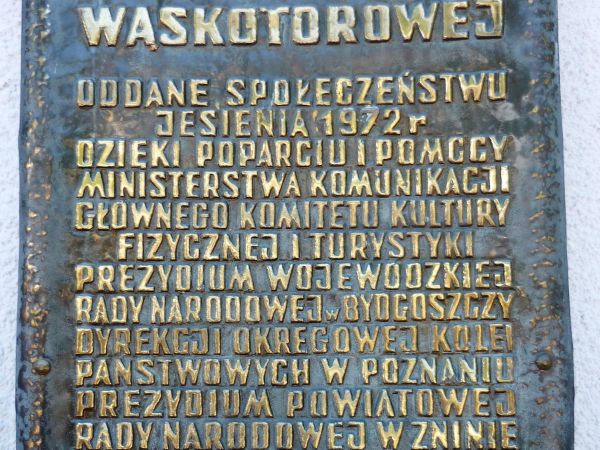 WĄSKOTOROWEJ
ODDANE SPOŁECZEŃSTWU
JESIENIĄ 1972 r
DZIĘKI POPARCIU I POMOCY
MINISTERSTWA KOMUNIKACJI
GŁÓWNEGO KOMITETU KULTURY
FIZYCZNEJ I TURYSTYKI
PREZYDIUM WOJEWÓDZKIEJ
RADY NARODOWEJ w BYDGOSZCZY
DYREKCJI OKRĘGOWEJ KOLEI
PAŃSTWOWYCH W POZNANIU
PREZYDIUM POWIATOWEJ
RADY NARODOWEJ W ŻNINIE